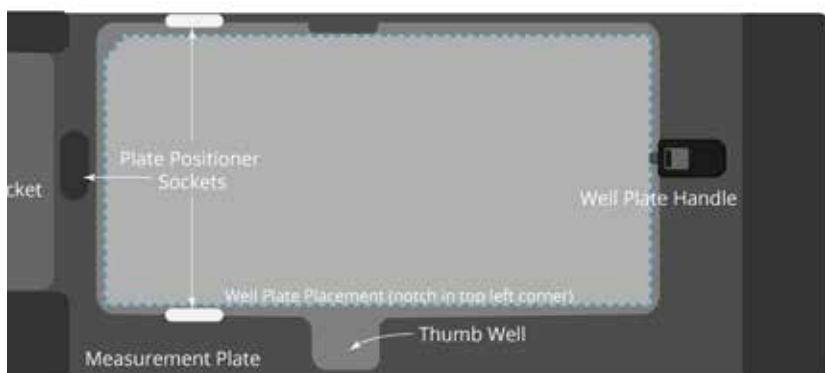 Plate Positioner
Sockets
cket
Well Plate Handle
Well Plate Placement (notch in top left corner)
Thumb Well
Measurement Plate